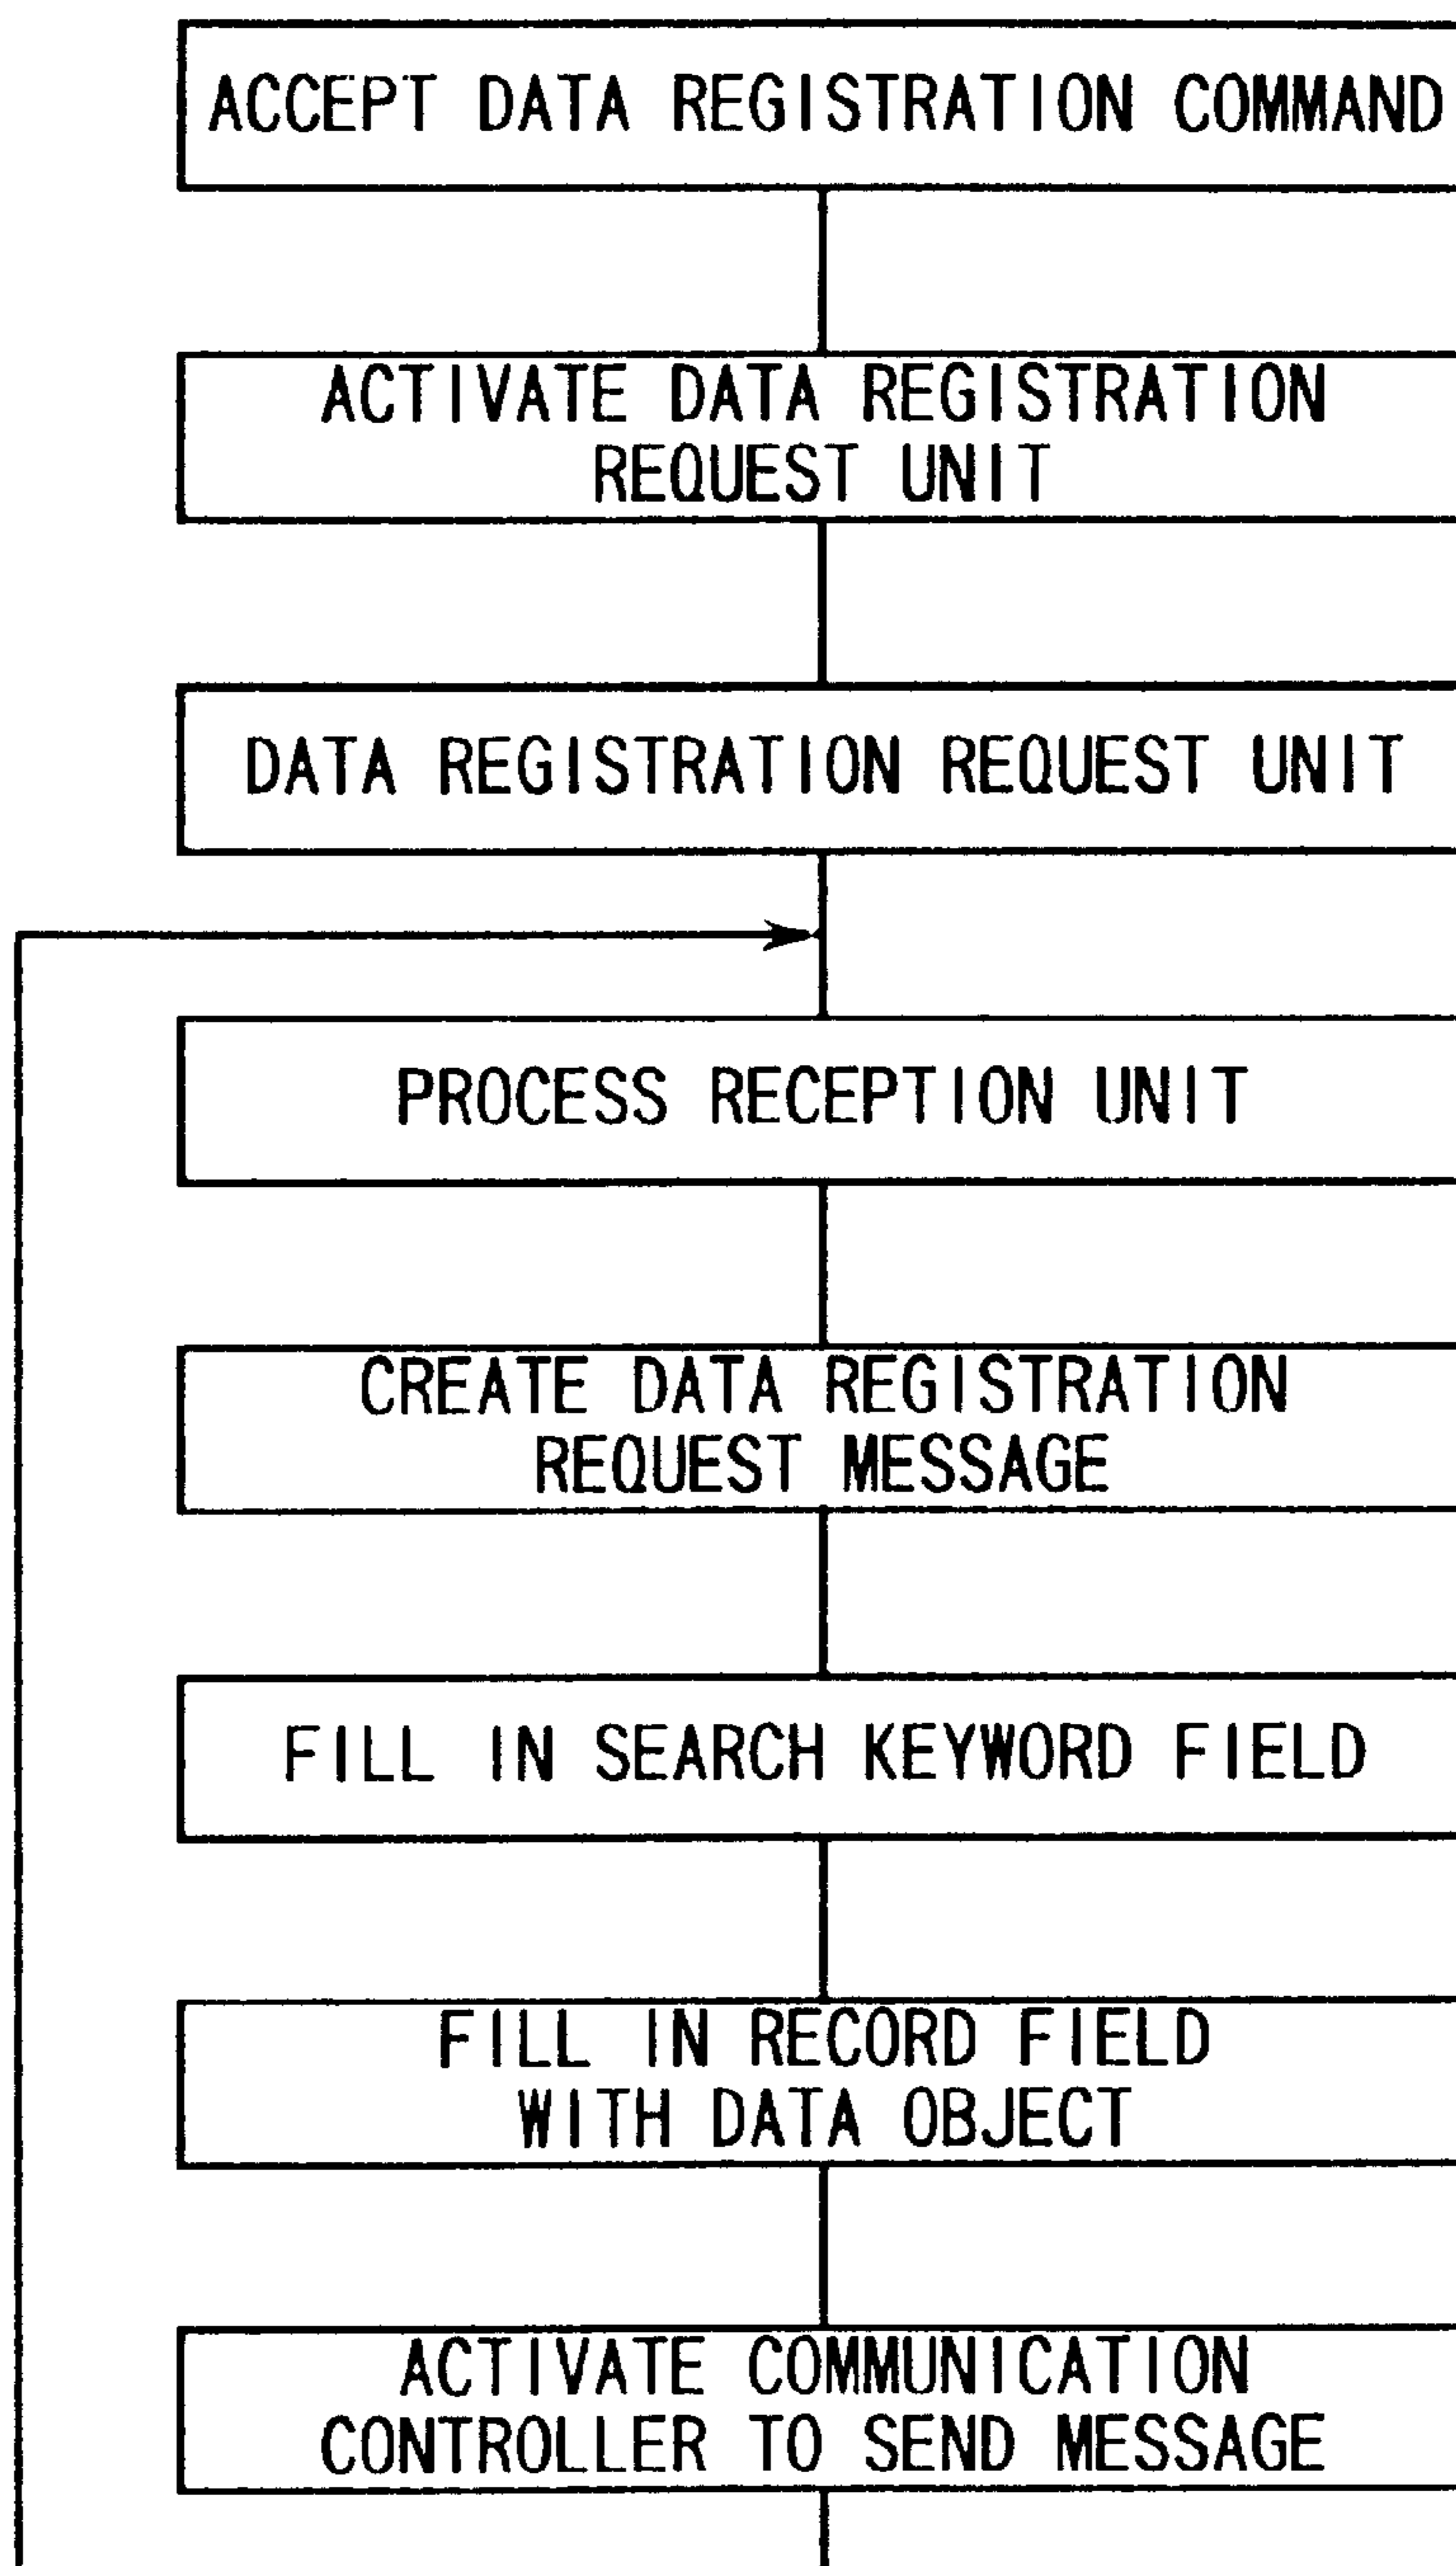 ACCEPT DATA REGISTRATION COMMAND
ACTIVATE DATA REGISTRATION
REQUEST UNIT
DATA REGISTRATION REQUEST UNIT
PROCESS RECEPTION UNIT
CREATE DATA REGISTRATION
REQUEST MESSAGE
FILL IN SEARCH KEYWORD FIELD
FILL IN RECORD FIELD
WITH DATA OBJECT
ACTIVATE COMMUNICATION
CONTROLLER TO SEND MESSAGE